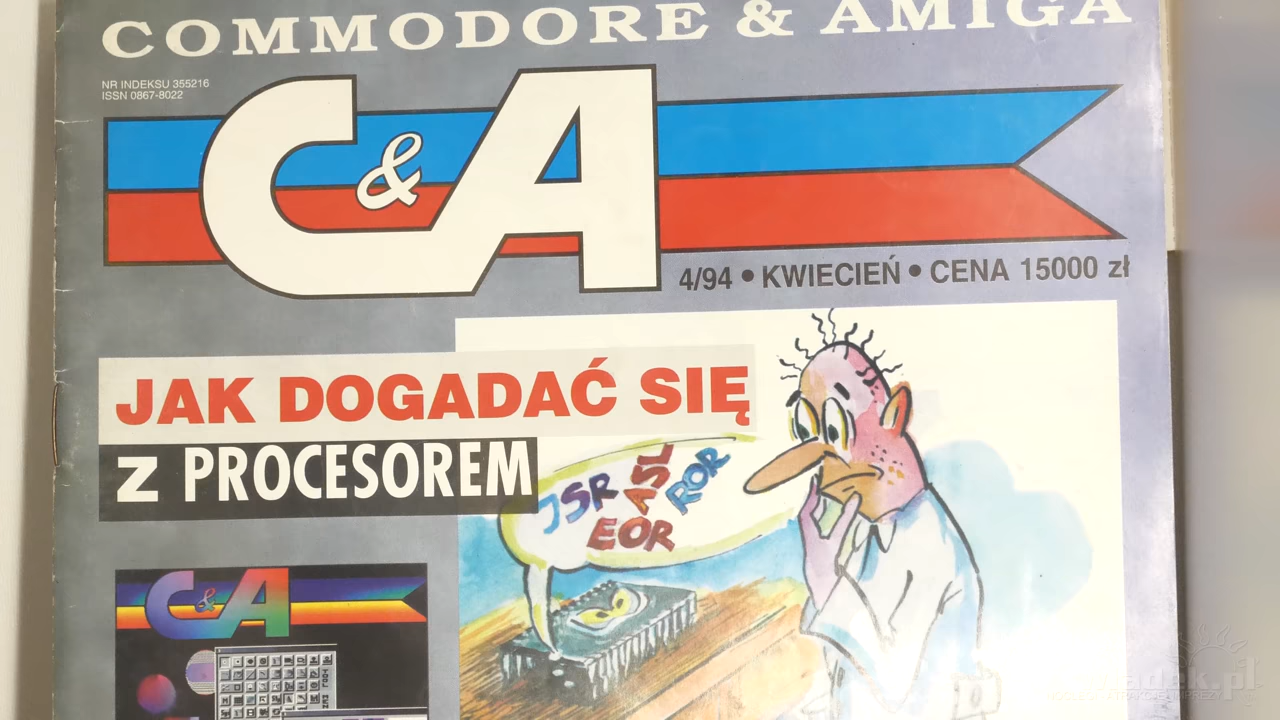 COMMODORE & AMIGA
NR INDEKSU 355216
ISSN 0867-8022
C&A
4/94 • KWIECIEŃ • CENA 15000 zł
JAK DOGADAĆ SIĘ
z PROCESOREM
JSR
ASL
ROR
EOR
C&A